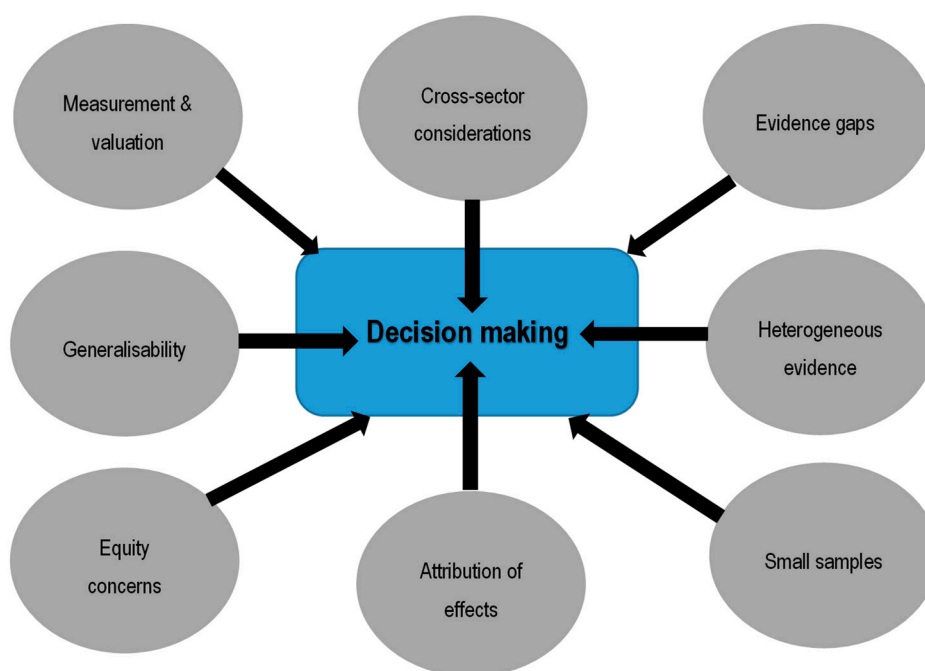 Measurement &
valuation
Cross-sector
considerations
Evidence gaps
Generalisability
Decision making
Heterogeneous
evidence
Equity
concerns
Attribution of
effects
Small samples